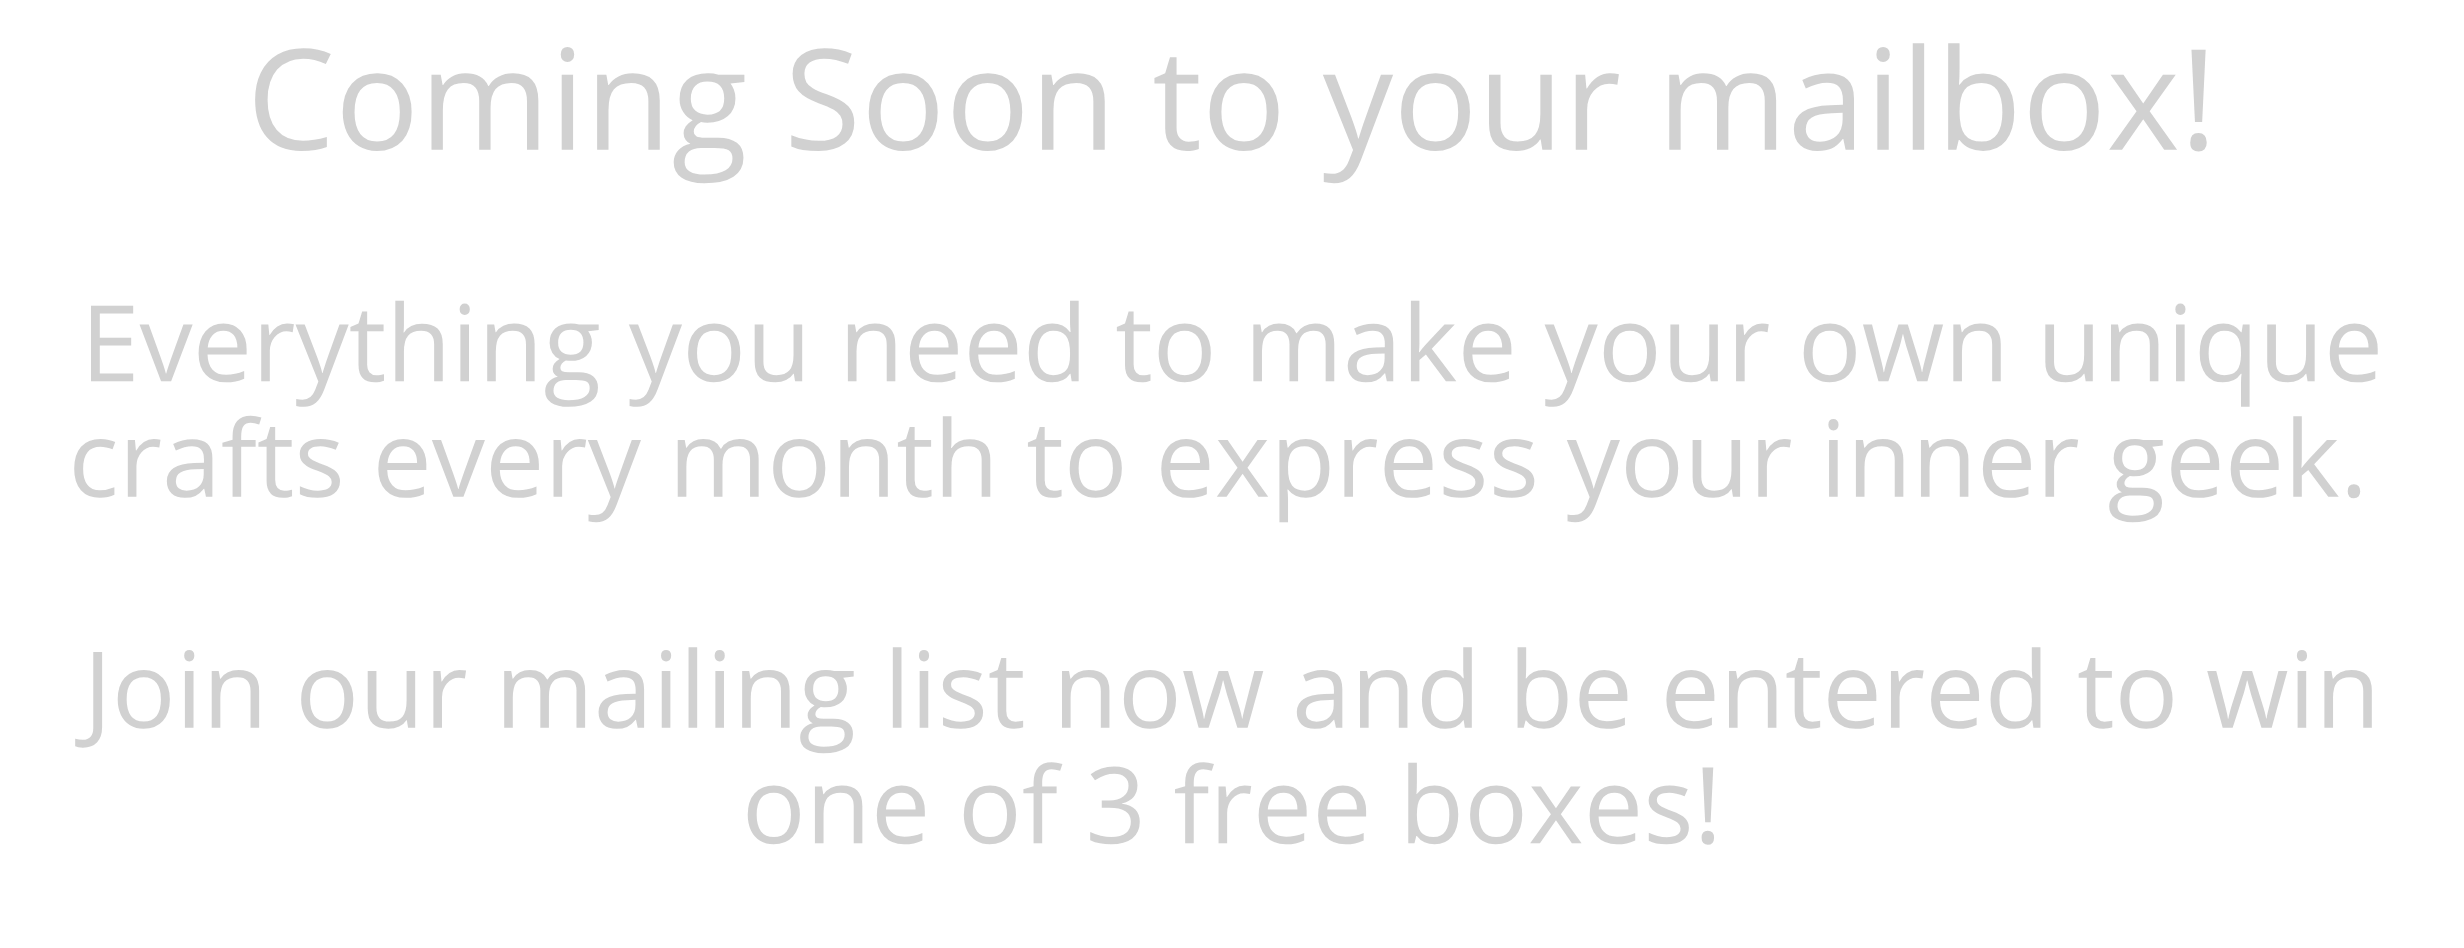 Coming Soon to your mailbox!
Everything you need to make your own unique
crafts every month to express your inner geek.
Join our mailing list now and be entered to win
one of 3 free boxes!